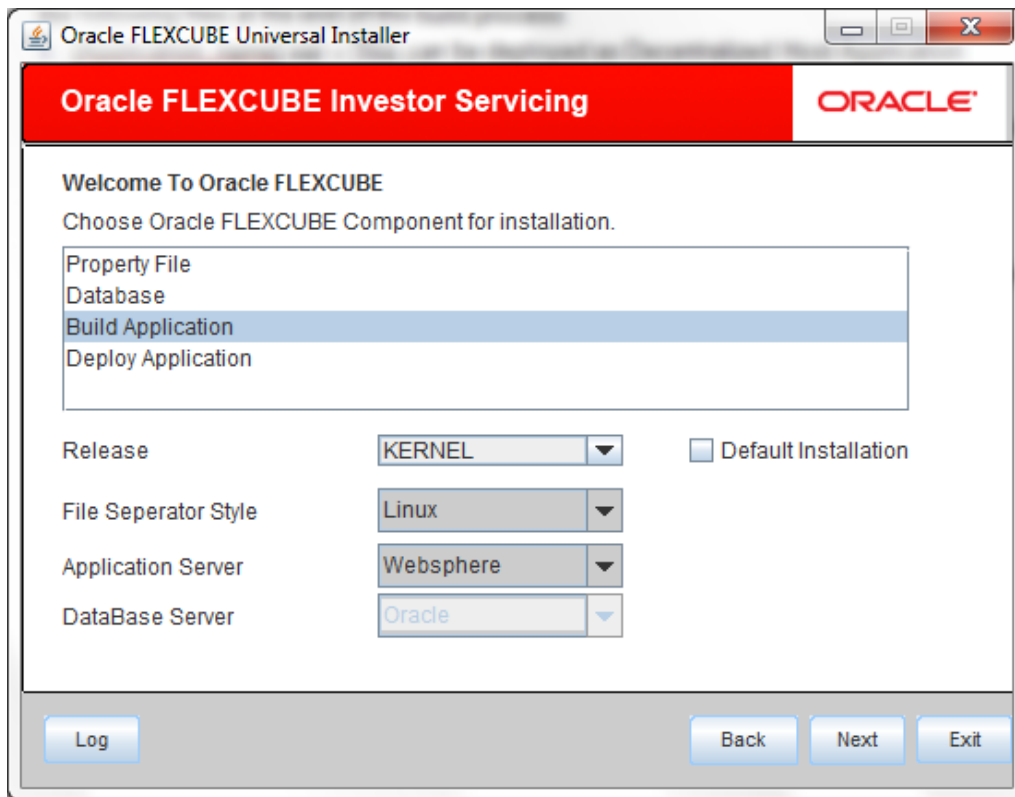 Oracle FLEXCUBE Universal Installer
Oracle FLEXCUBE Investor Servicing
ORACLE
Welcome To Oracle FLEXCUBE
Choose Oracle FLEXCUBE Component for installation.
Property File
Database
Build Application
Deploy Application
Release KERNEL Default Installation
File Seperator Style Linux
Application Server Websphere
DataBase Server Oracle
Log Back Next Exit